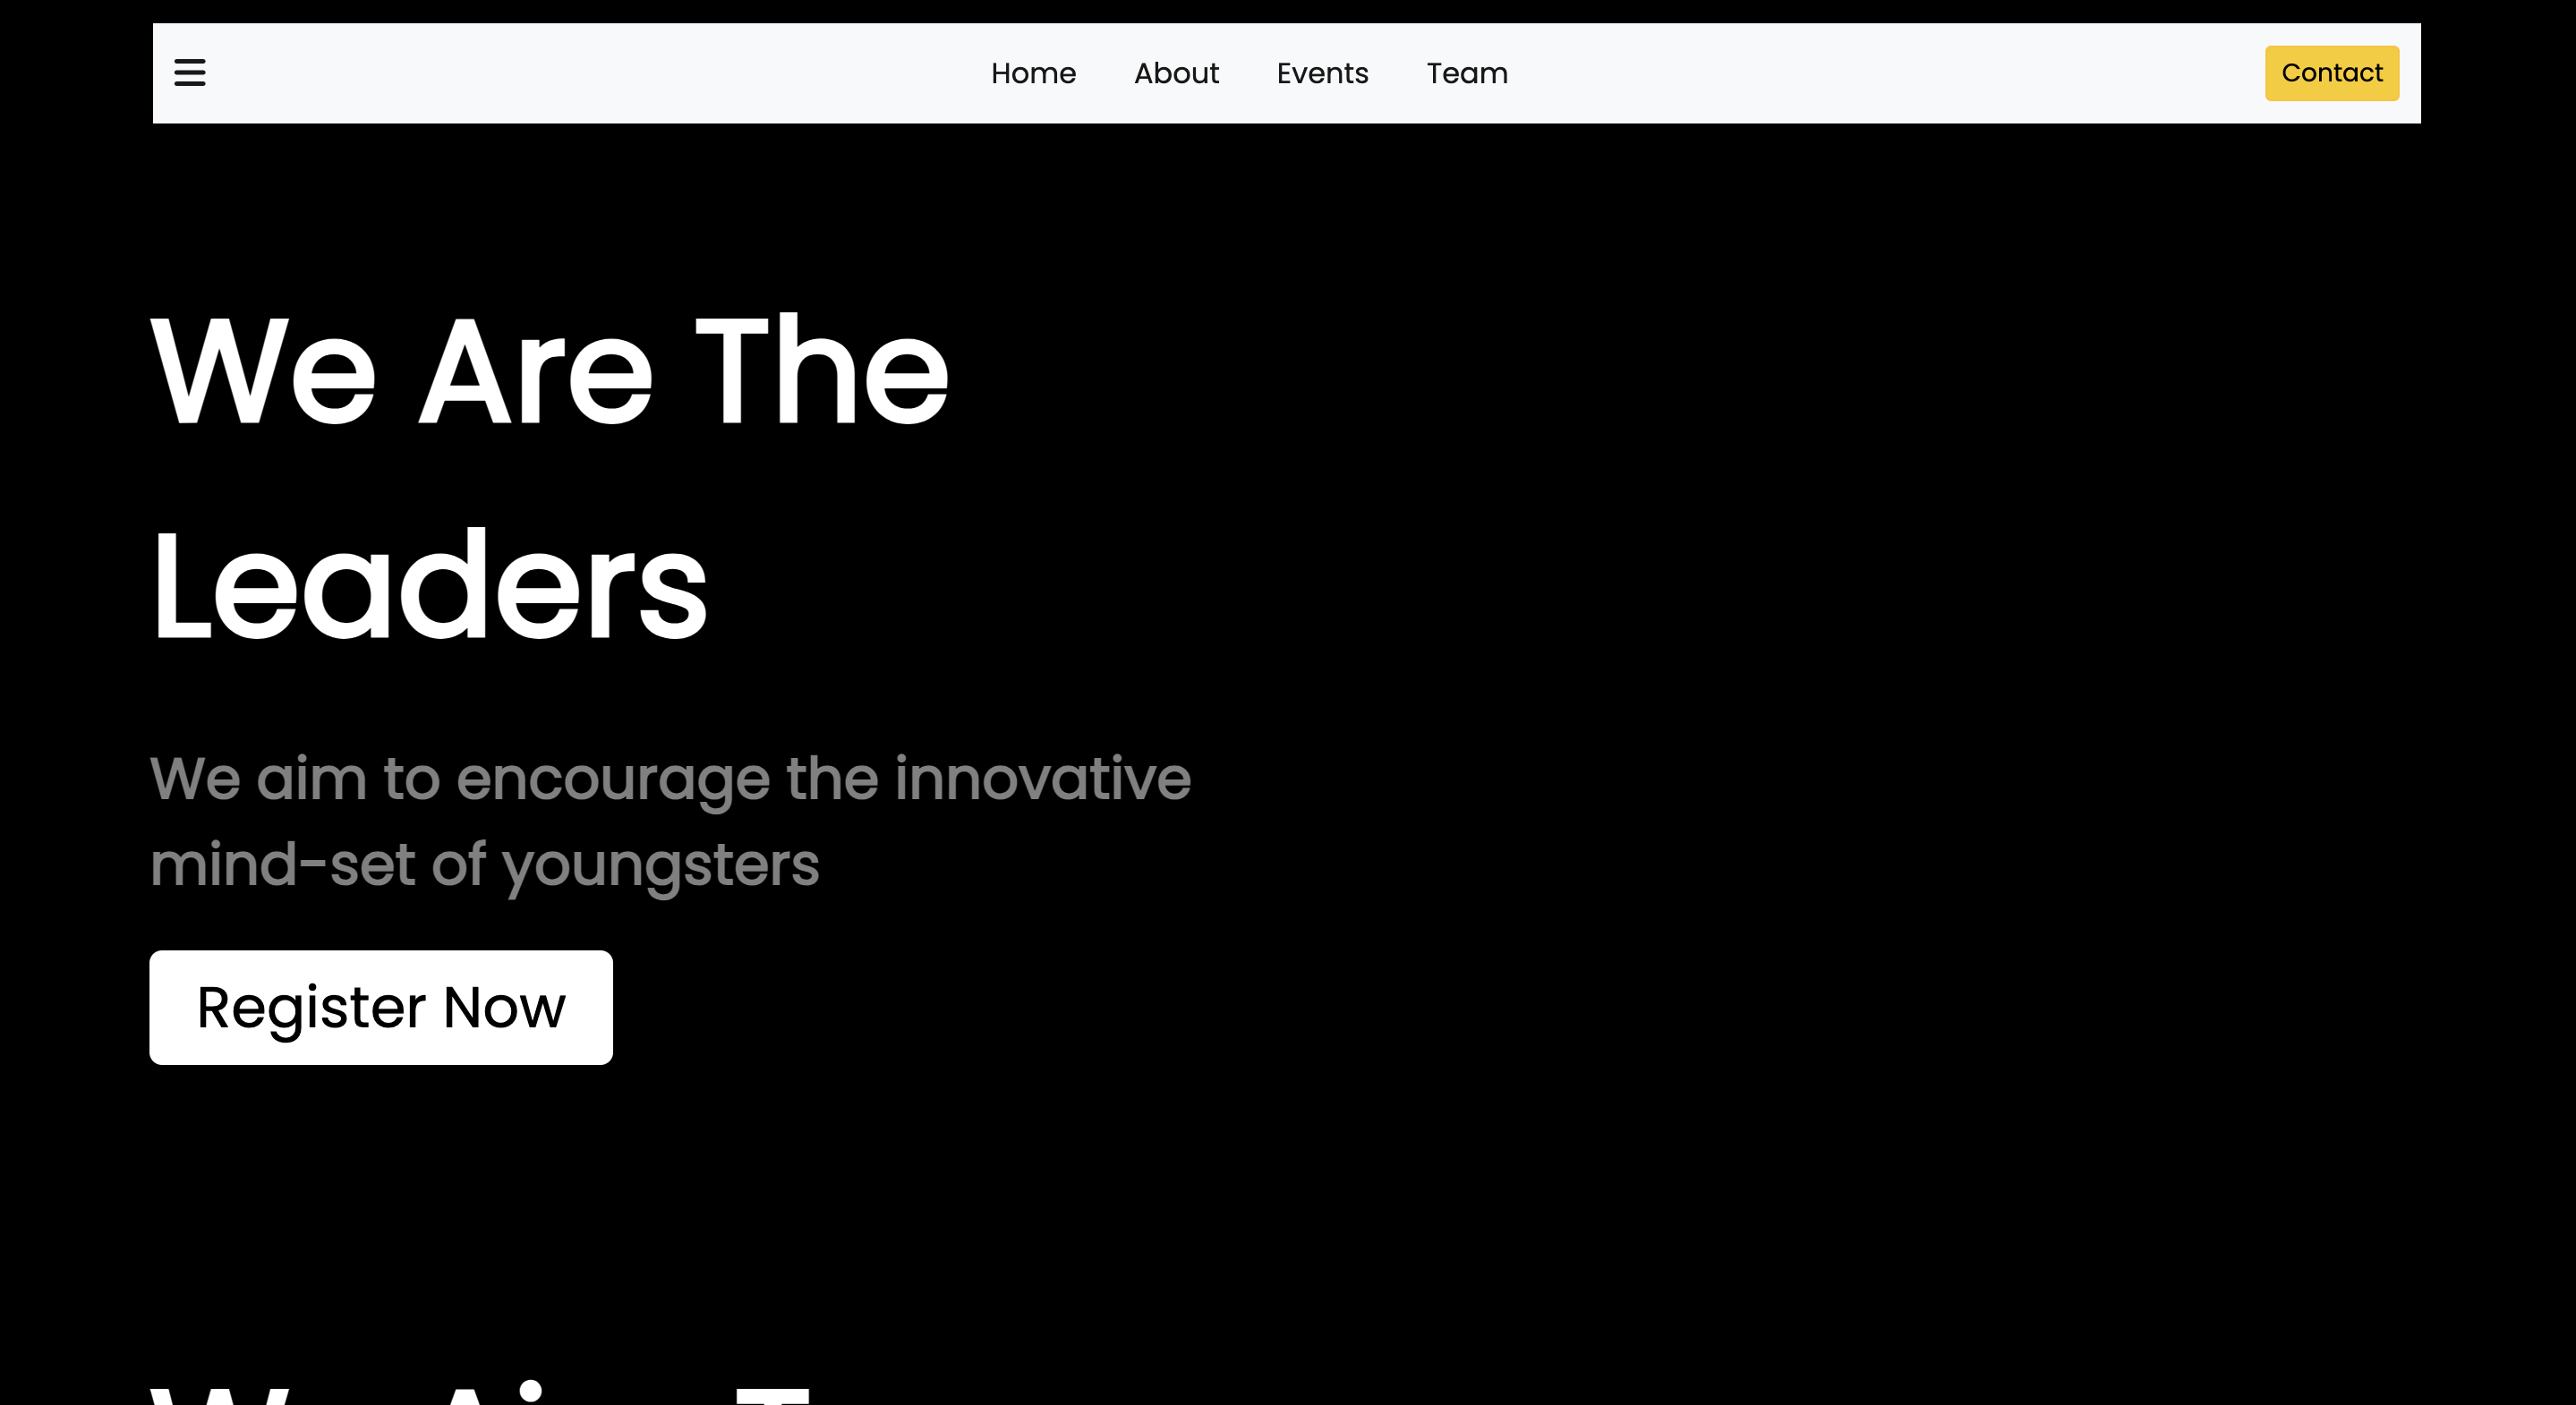 Home About Events Team Contact
We Are The
Leaders
We aim to encourage the innovative
mind-set of youngsters
Register Now